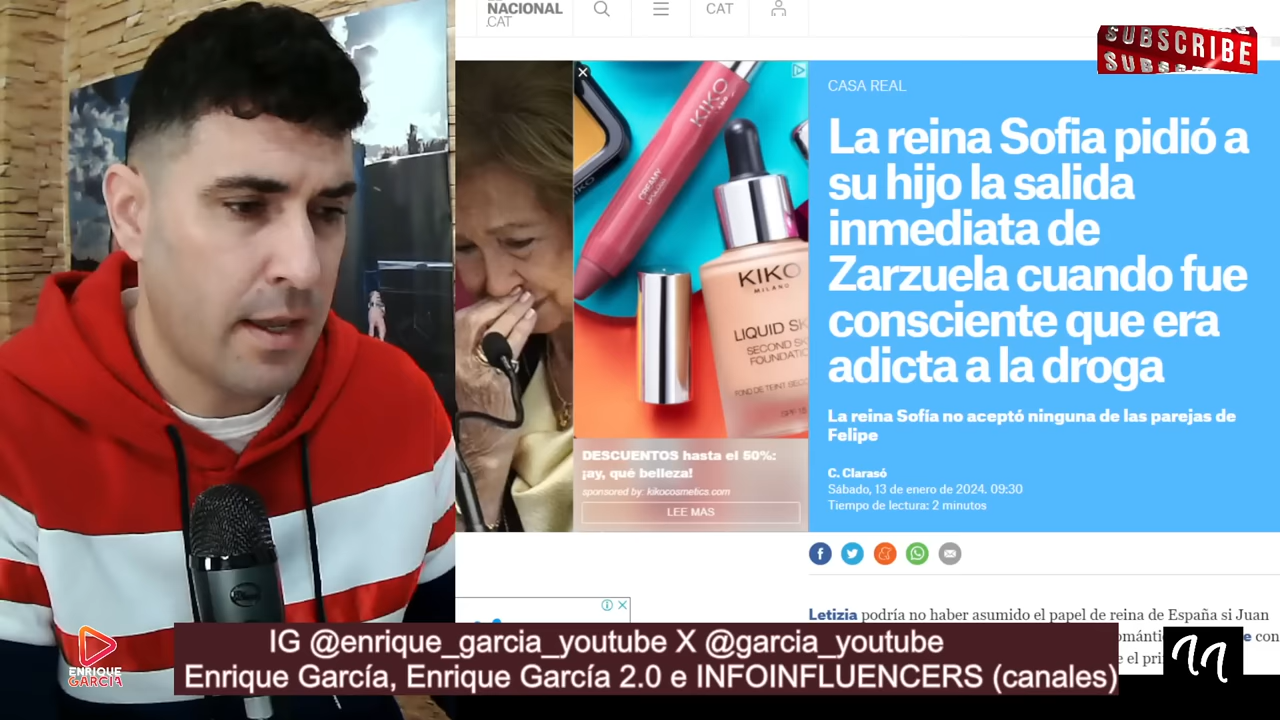 NACIONAL
.CAT
CAT
SUBSCRIBE
CASA REAL
La reina Sofia pidió a
su hijo la salida
inmediata de
Zarzuela cuando fue
consciente que era
adicta a la droga
La reina Sofía no aceptó ninguna de las parejas de
Felipe
C. Clarasó
Sábado, 13 de enero de 2024. 09:30
Tiempo de lectura: 2 minutos
KIKO
CREAMY
KIKO
MILANO
LIQUID SK
SECOND SK
FOUNDATIO
DESCUENTOS hasta el 50%:
¡ay, qué belleza!
sponsored by: kikocosmetics.com
LEE MAS
Letizia podría no haber asumido el papel de reina de España si Juan
IG @enrique_garcia_youtube X @garcia_youtube
Enrique García, Enrique García 2.0 e INFOINFLUENCERS (canales)
ENRIQUE
GARCÍA